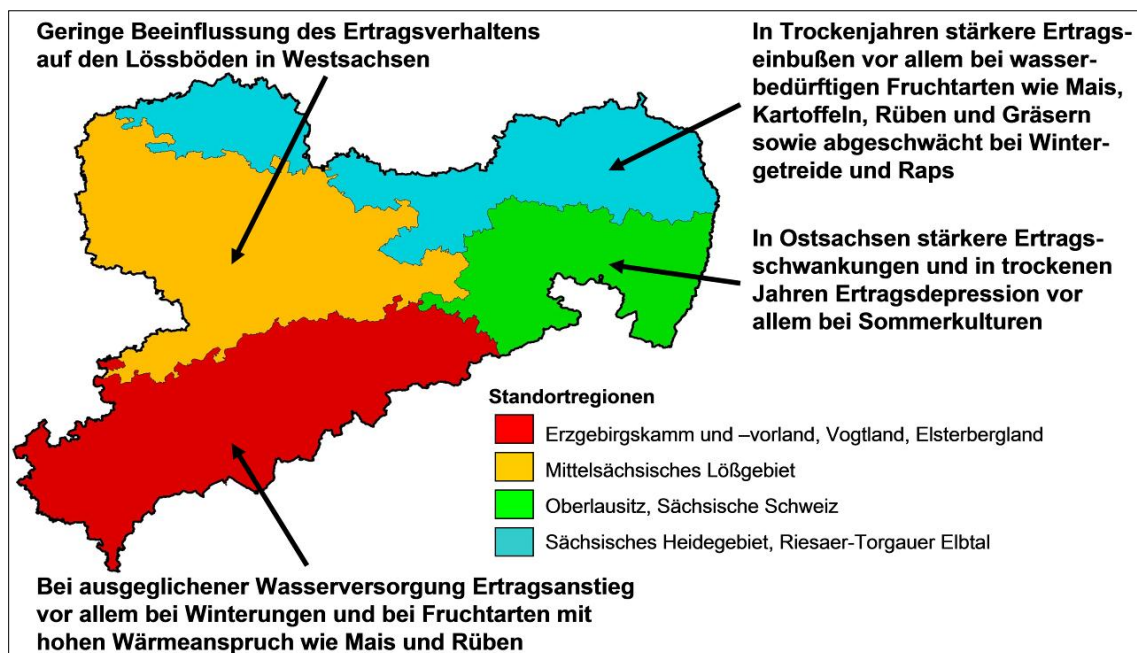 Geringe Beeinflussung des Ertragsverhaltens
auf den Lössböden in Westsachsen
In Trockenjahren stärkere Ertrags-
einbußen vor allem bei wasser-
bedürftigen Fruchtarten wie Mais,
Kartoffeln, Rüben und Gräsern
sowie abgeschwächt bei Winter-
getreide und Raps
In Ostsachsen stärkere Ertrags-
schwankungen und in trockenen
Jahren Ertragsdepression vor
allem bei Sommerkulturen
Standortregionen
Erzgebirgskamm und –vorland, Vogtland, Elsterbergland
Mittelsächsisches Lößgebiet
Oberlausitz, Sächsische Schweiz
Sächsisches Heidegebiet, Riesaer-Torgauer Elbtal
Bei ausgeglichener Wasserversorgung Ertragsanstieg
vor allem bei Winterungen und bei Fruchtarten mit
hohen Wärmeanspruch wie Mais und Rüben